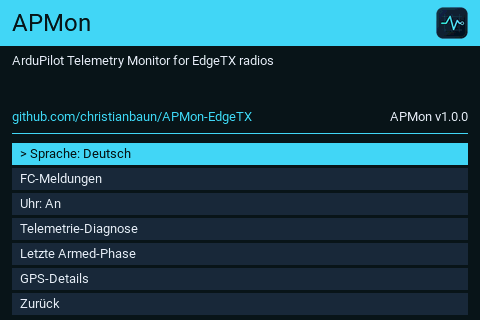 APMon
ArduPilot Telemetry Monitor for EdgeTX radios
github.com/christianbaun/APMon-EdgeTX APMon v1.0.0
> Sprache: Deutsch
FC-Meldungen
Uhr: An
Telemetrie-Diagnose
Letzte Armed-Phase
GPS-Details
Zurück